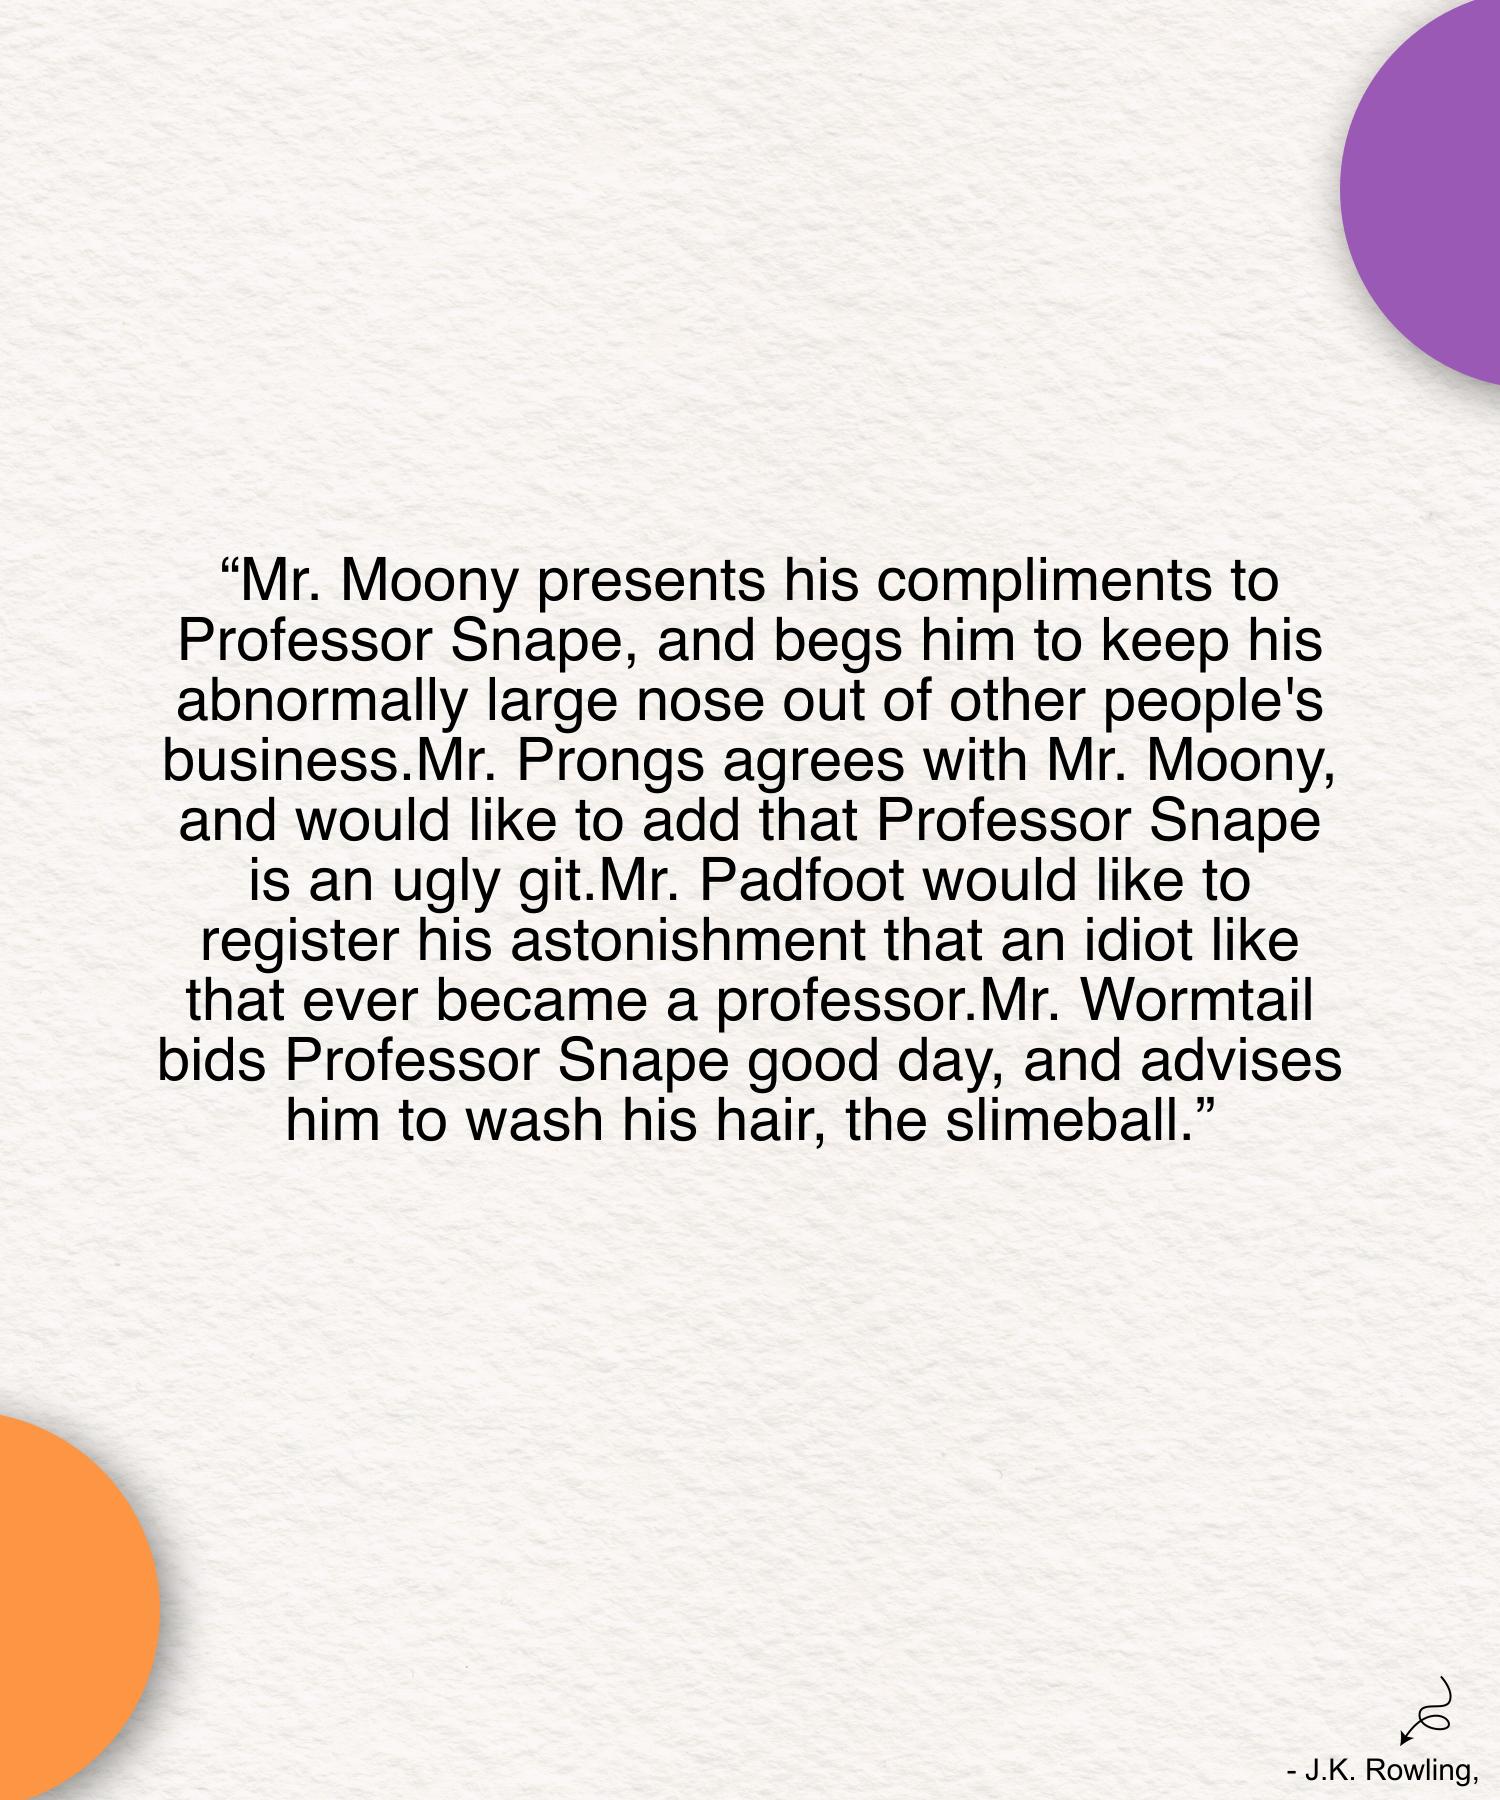 “Mr. Moony presents his compliments to
Professor Snape, and begs him to keep his
abnormally large nose out of other people's
business.Mr. Prongs agrees with Mr. Moony,
and would like to add that Professor Snape
is an ugly git.Mr. Padfoot would like to
register his astonishment that an idiot like
that ever became a professor.Mr. Wormtail
bids Professor Snape good day, and advises
him to wash his hair, the slimeball.”
- J.K. Rowling,